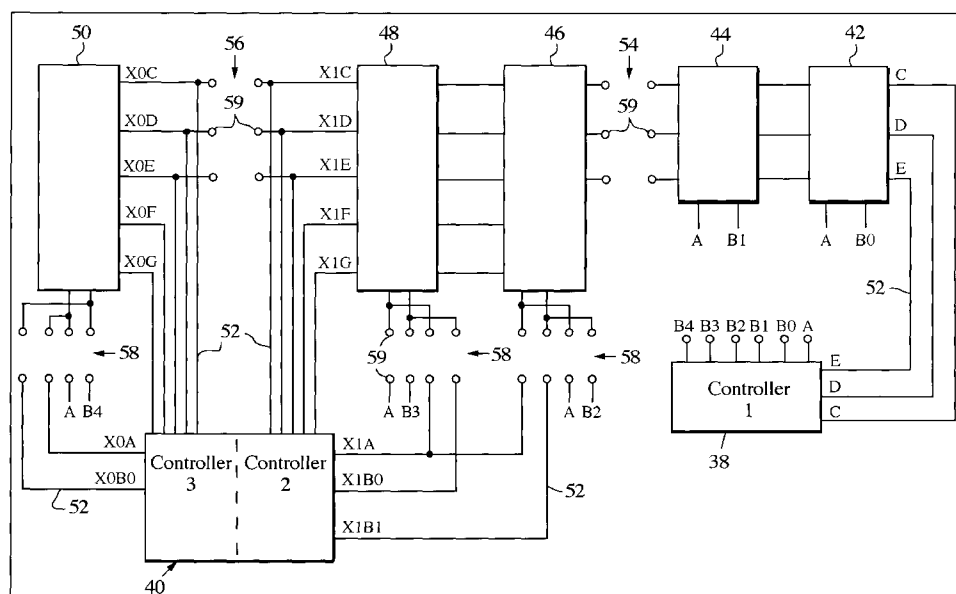 50 56 48 46 54 44 42
X0C X1C C
X0D 59 X1D 59 D
X0E X1E E
X0F X1F
X0G X1G
A B1 A B0
52
58 52 59 58 58 B4 B3 B2 B1 B0 A
A B4 A B3 A B2 E
Controller 1 D
C
X0A X1A 38
Controller 3 Controller 2
X0B0 X1B0
52 52
X1B1
40